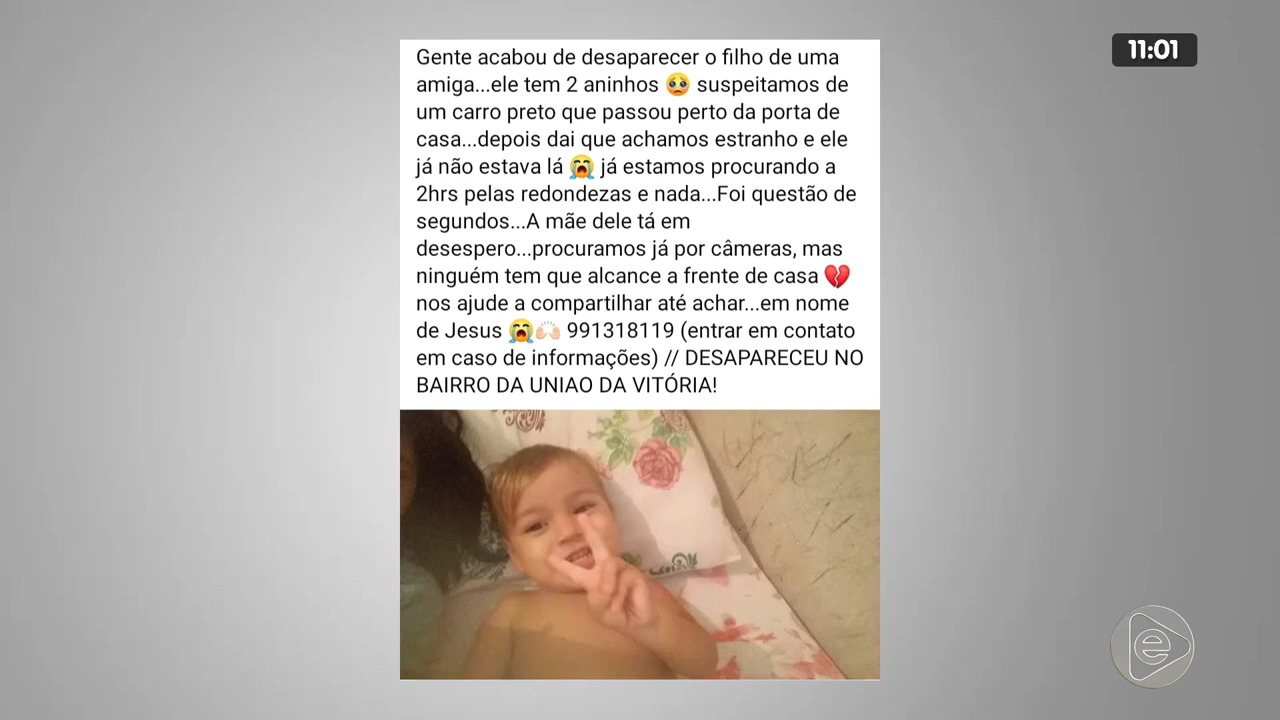 11:01
Gente acabou de desaparecer o filho de uma
amiga...ele tem 2 aninhos 🥺 suspeitamos de
um carro preto que passou perto da porta de
casa...depois dai que achamos estranho e ele
já não estava lá 😭 já estamos procurando a
2hrs pelas redondezas e nada...Foi questão de
segundos...A mãe dele tá em
desespero...procuramos já por câmeras, mas
ninguém tem que alcance a frente de casa 💔
nos ajude a compartilhar até achar...em nome
de Jesus 😭🙌🏻 991318119 (entrar em contato
em caso de informações) // DESAPARECEU NO
BAIRRO DA UNIAO DA VITÓRIA!
e